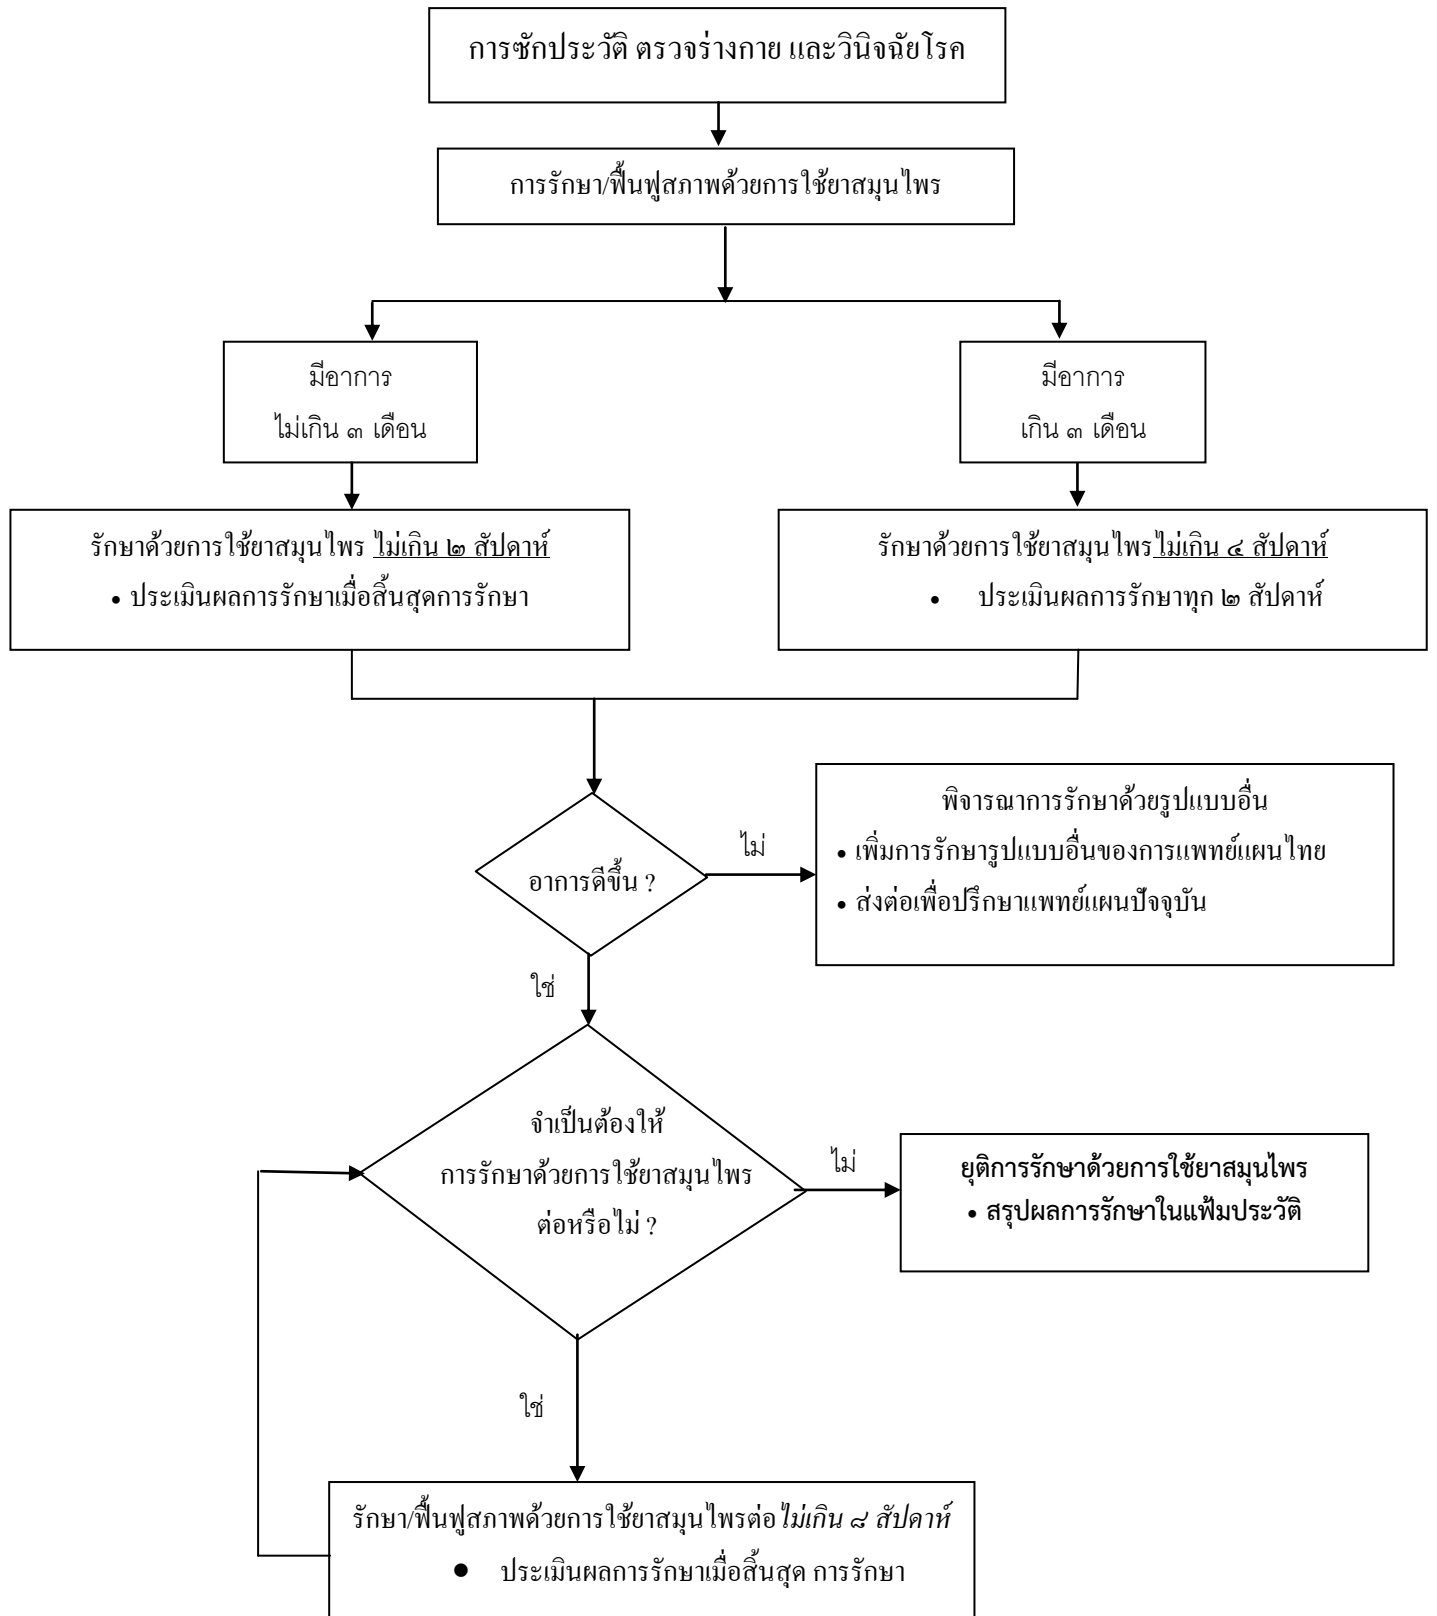 การซักประวัติ ตรวจร่างกาย และวินิจฉัยโรค
การรักษา/ฟื้นฟูสภาพด้วยการใช้ยาสมุนไพร
มีอาการ
ไม่เกิน ๓ เดือน
มีอาการ
เกิน ๓ เดือน
รักษาด้วยการใช้ยาสมุนไพร ไม่เกิน ๒ สัปดาห์
• ประเมินผลการรักษาเมื่อสิ้นสุดการรักษา
รักษาด้วยการใช้ยาสมุนไพรไม่เกิน ๔ สัปดาห์
• ประเมินผลการรักษาทุก ๒ สัปดาห์
อาการดีขึ้น ?
ไม่
พิจารณาการรักษาด้วยรูปแบบอื่น
• เพิ่มการรักษารูปแบบอื่นของการแพทย์แผนไทย
• ส่งต่อเพื่อปรึกษาแพทย์แผนปัจจุบัน
ใช่
จำเป็นต้องให้
การรักษาด้วยการใช้ยาสมุนไพร
ต่อหรือไม่ ?
ไม่
ยุติการรักษาด้วยการใช้ยาสมุนไพร
• สรุปผลการรักษาในแฟ้มประวัติ
ใช่
รักษา/ฟื้นฟูสภาพด้วยการใช้ยาสมุนไพรต่อไม่เกิน ๘ สัปดาห์
● ประเมินผลการรักษาเมื่อสิ้นสุด การรักษา